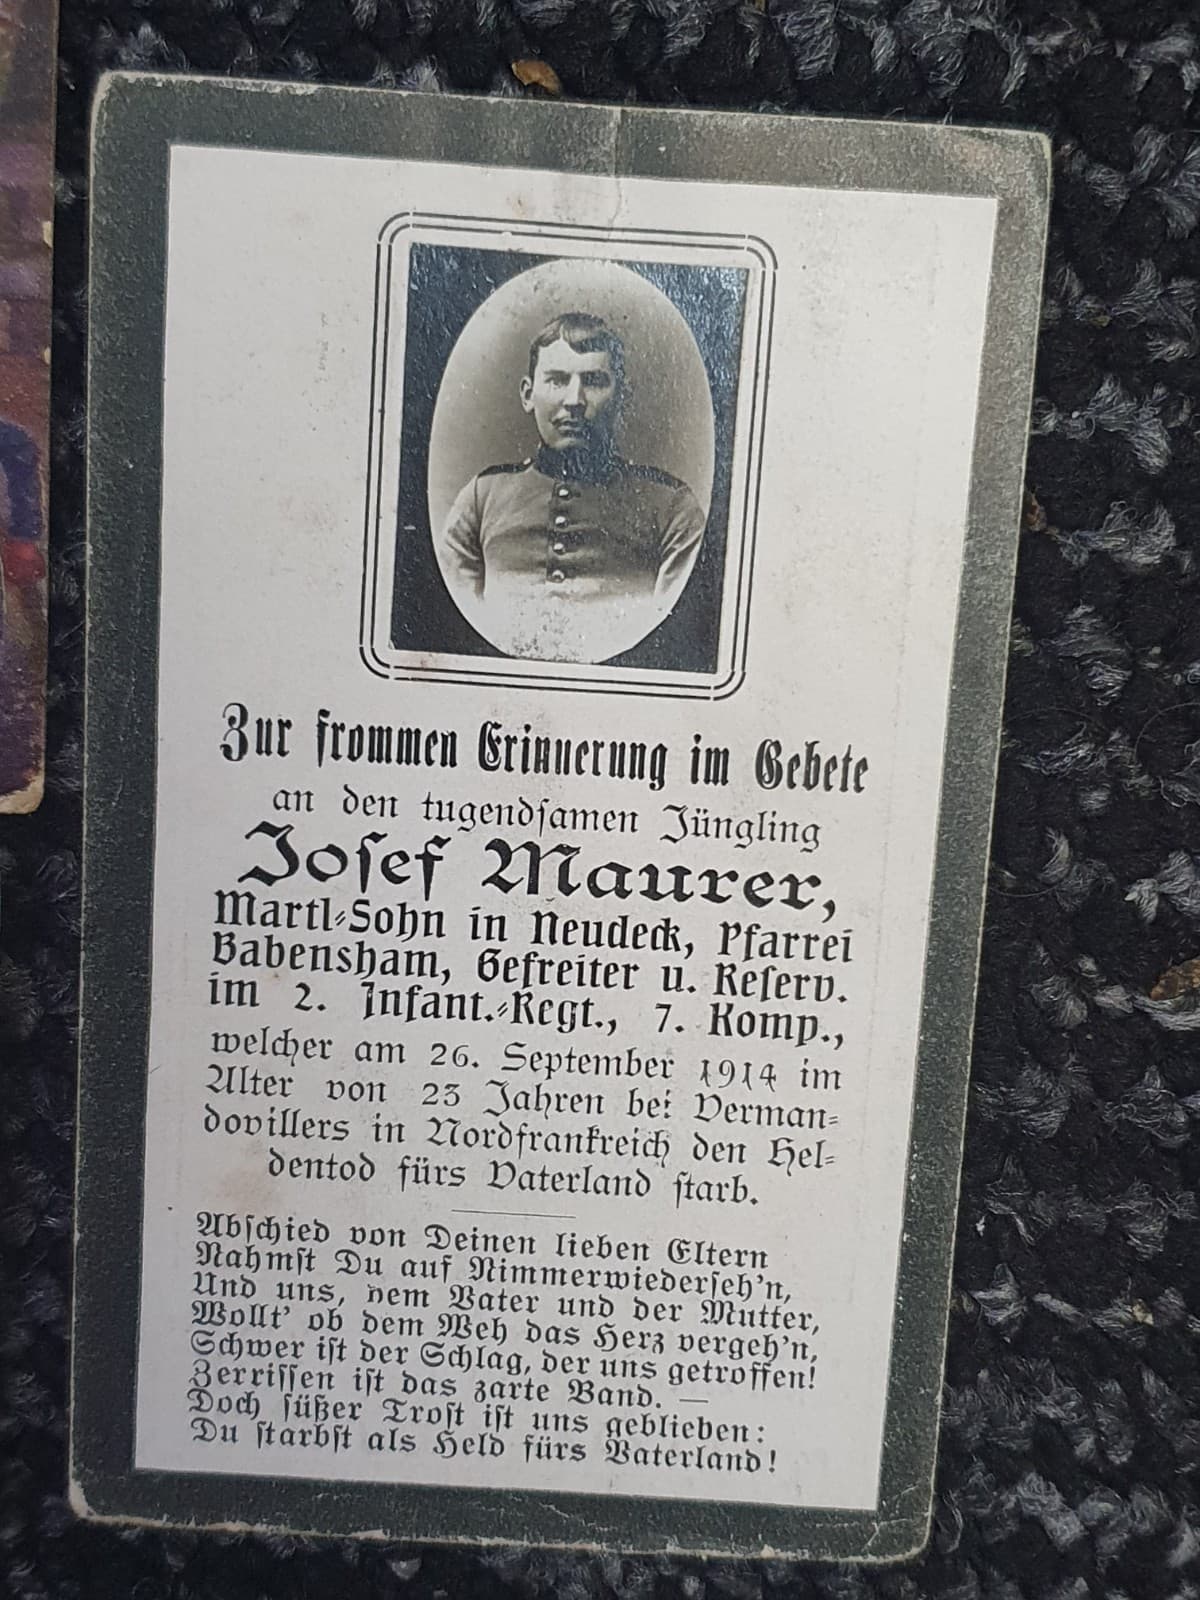 Zur frommen Erinnerung im Gebete
an den tugendsamen Jüngling
Josef Maurer,
Martl-Sohn in Neudeck, Pfarrei
Babensham, Gefreiter u. Reserv.
im 2. Infant.-Regt., 7. Komp.,
welcher am 26. September 1914 im
Alter von 23 Jahren bei Verman-
dovillers in Nordfrankreich den Hel-
dentod fürs Vaterland starb.
Abschied von Deinen lieben Eltern
Nahmst Du auf Nimmerwiederseh'n,
Und uns, dem Vater und der Mutter,
Wollt' ob dem Weh das Herz vergeh'n,
Schwer ist der Schlag, der uns getroffen!
Zerrissen ist das zarte Band. —
Doch süßer Trost ist uns geblieben:
Du starbst als Held fürs Vaterland!